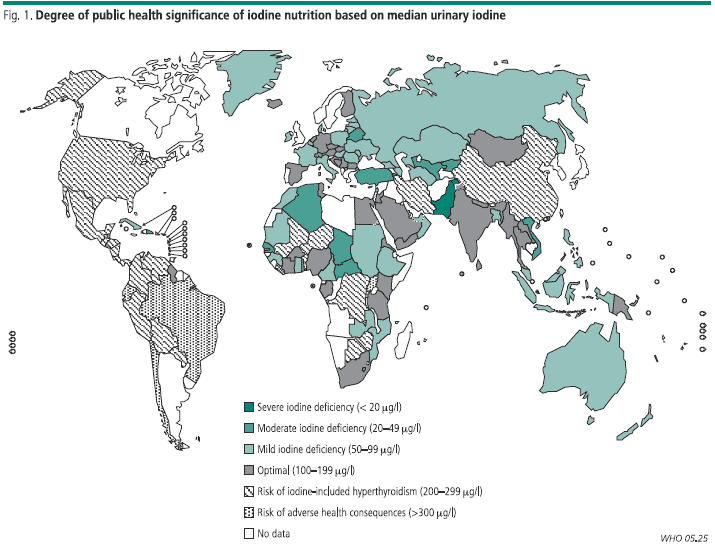 Fig. 1. Degree of public health significance of iodine nutrition based on median urinary iodine
Severe iodine deficiency (< 20 µg/l)
Moderate iodine deficiency (20–49 µg/l)
Mild iodine deficiency (50–99 µg/l)
Optimal (100–199 µg/l)
Risk of iodine-included hyperthyroidism (200–299 µg/l)
Risk of adverse health consequences (>300 µg/l)
No data
WHO 05.25